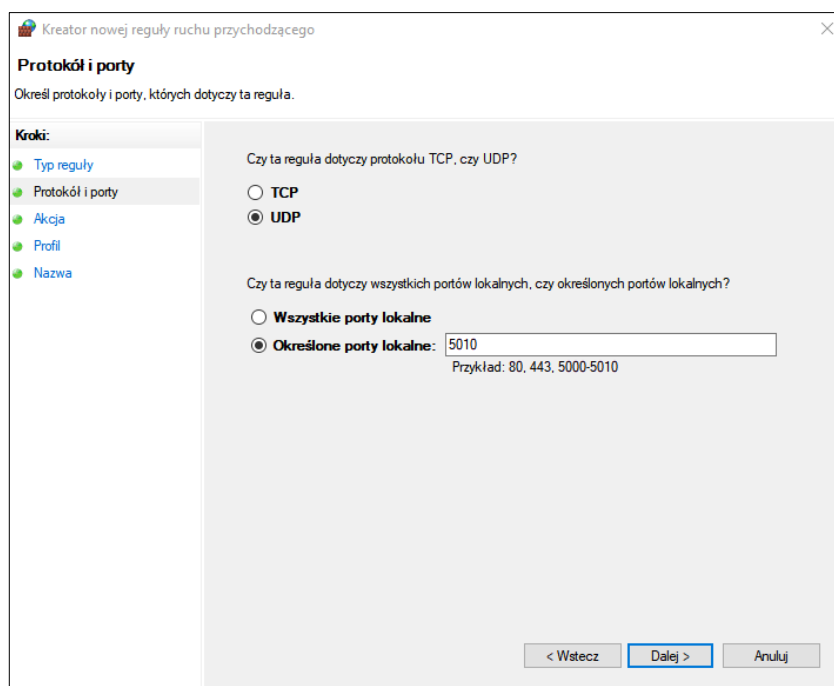 Kreator nowej reguły ruchu przychodzącego
Protokół i porty
Określ protokoły i porty, których dotyczy ta reguła.
Kroki:
Typ reguły
Protokół i porty
Akcja
Profil
Nazwa
Czy ta reguła dotyczy protokołu TCP, czy UDP?
TCP
UDP
Czy ta reguła dotyczy wszystkich portów lokalnych, czy określonych portów lokalnych?
Wszystkie porty lokalne
Określone porty lokalne: 5010
Przykład: 80, 443, 5000-5010
< Wstecz Dalej > Anuluj